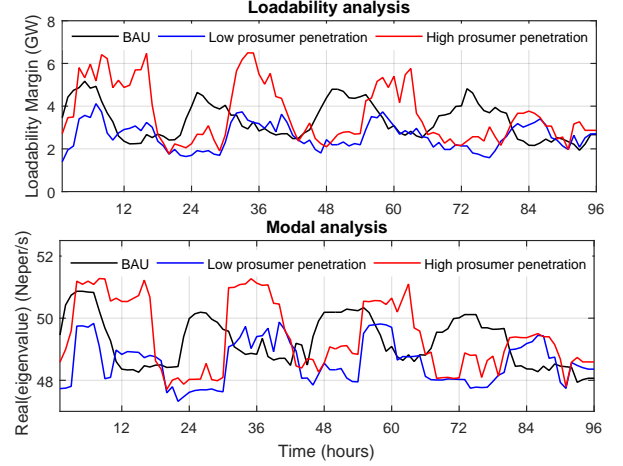 Loadability analysis
Loadability Margin (GW)
8
6
4
2
0
BAU
Low prosumer penetration
High prosumer penetration
12 24 36 48 60 72 84 96
Modal analysis
Real(eigenvalue) (Neper/s)
52
50
48
BAU
Low prosumer penetration
High prosumer penetration
12 24 36 48 60 72 84 96
Time (hours)